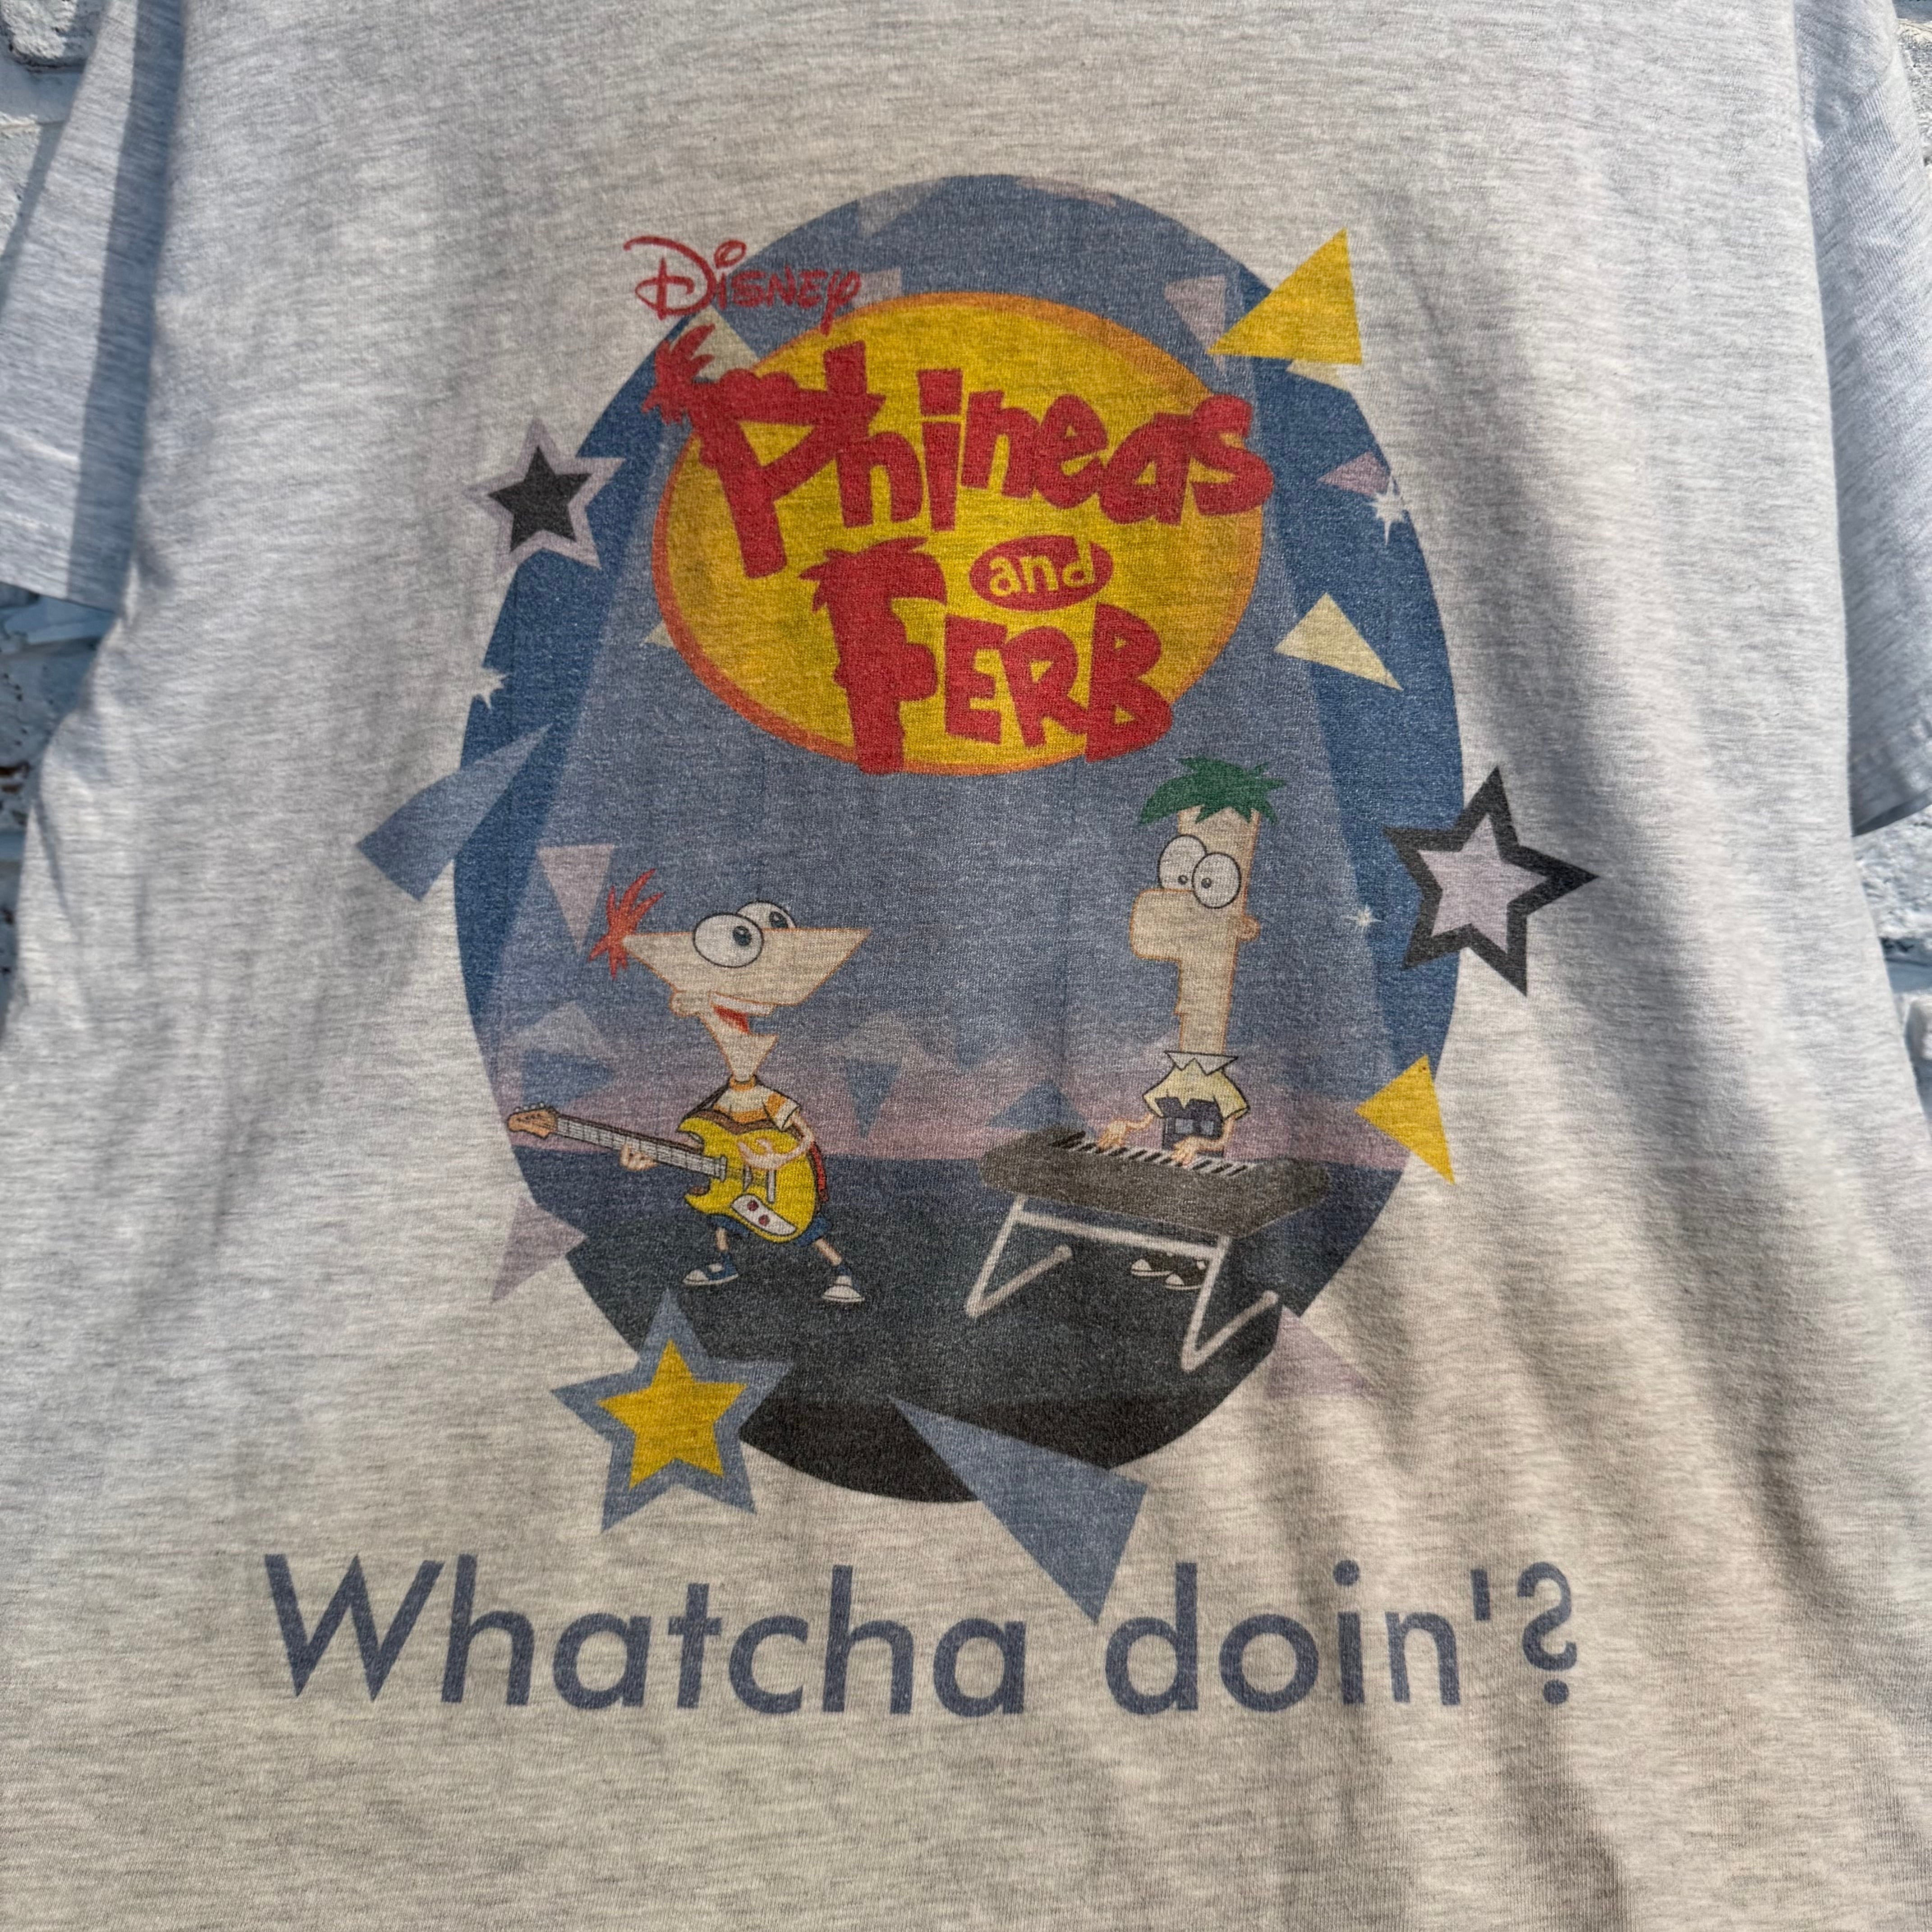 Disney
Phineas
and
Ferb
Whatcha doin'?